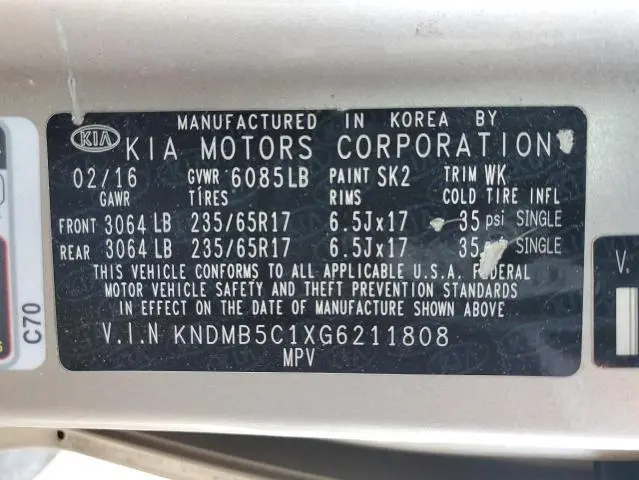 MANUFACTURED IN KOREA BY
KIA KIA MOTORS CORPORATION
02/16 GVWR 6085LB PAINT SK2 TRIM WK
GAWR TÍRES RIMS COLD TIRE INFL
FRONT 3064 LB 235/65R17 6.5Jx17 35 psi SINGLE
REAR 3064 LB 235/65R17 6.5Jx17 35 SINGLE
THIS VEHICLE CONFORMS TO ALL APPLICABLE U.S.A. FEDERAL
MOTOR VEHICLE SAFETY AND THEFT PREVENTION STANDARDS
IN EFFECT ON THE DATE OF MANUFACTURE SHOWN ABOVE
V.I.N KNDMB5C1XG6211808
MPV
C70
V.